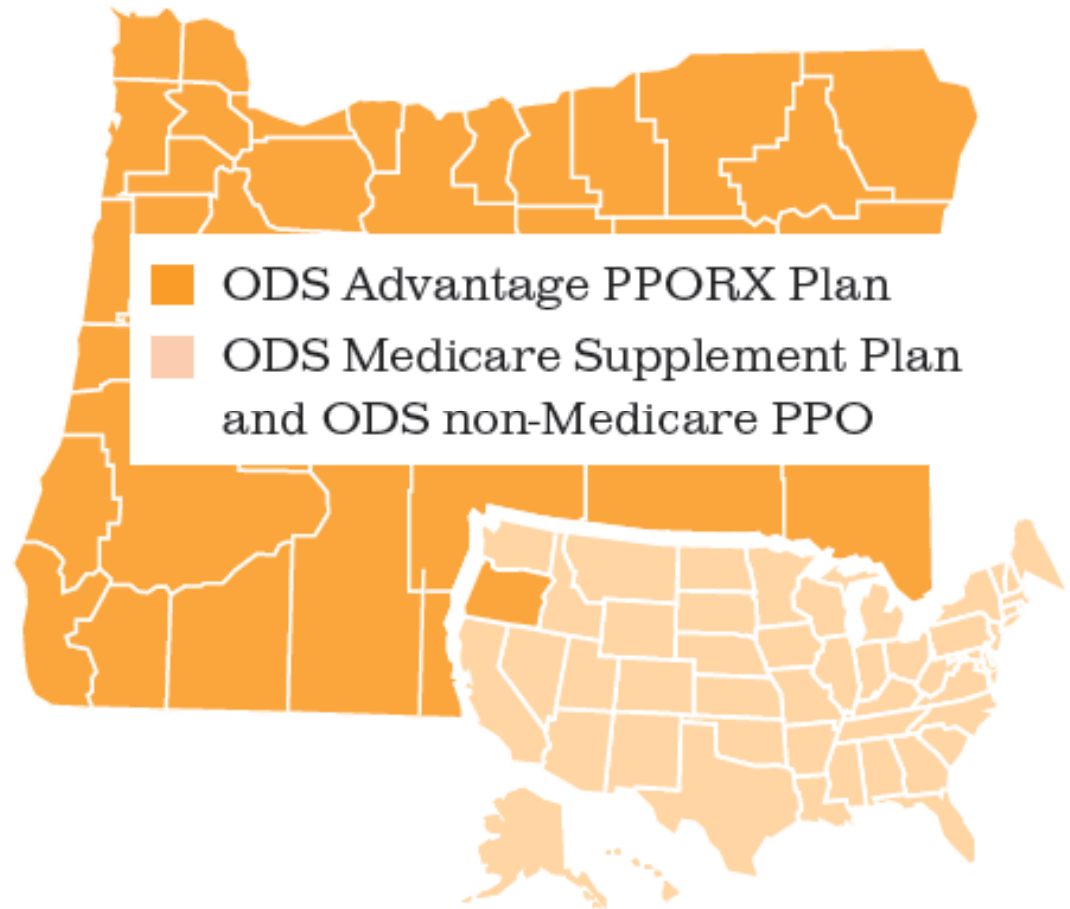 ODS Advantage PPORX Plan
ODS Medicare Supplement Plan
and ODS non-Medicare PPO